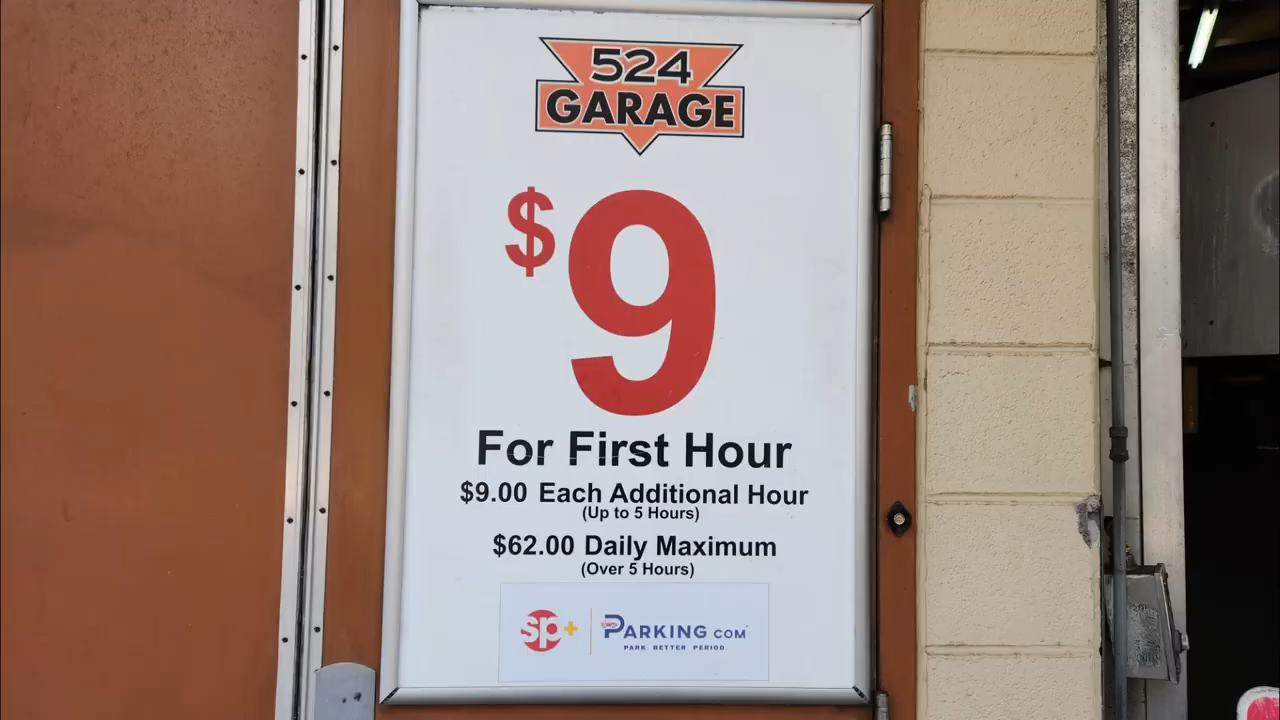 524
GARAGE
$9
For First Hour
$9.00 Each Additional Hour
(Up to 5 Hours)
$62.00 Daily Maximum
(Over 5 Hours)
sp+
PARKING.COM
PARK BETTER PERIOD